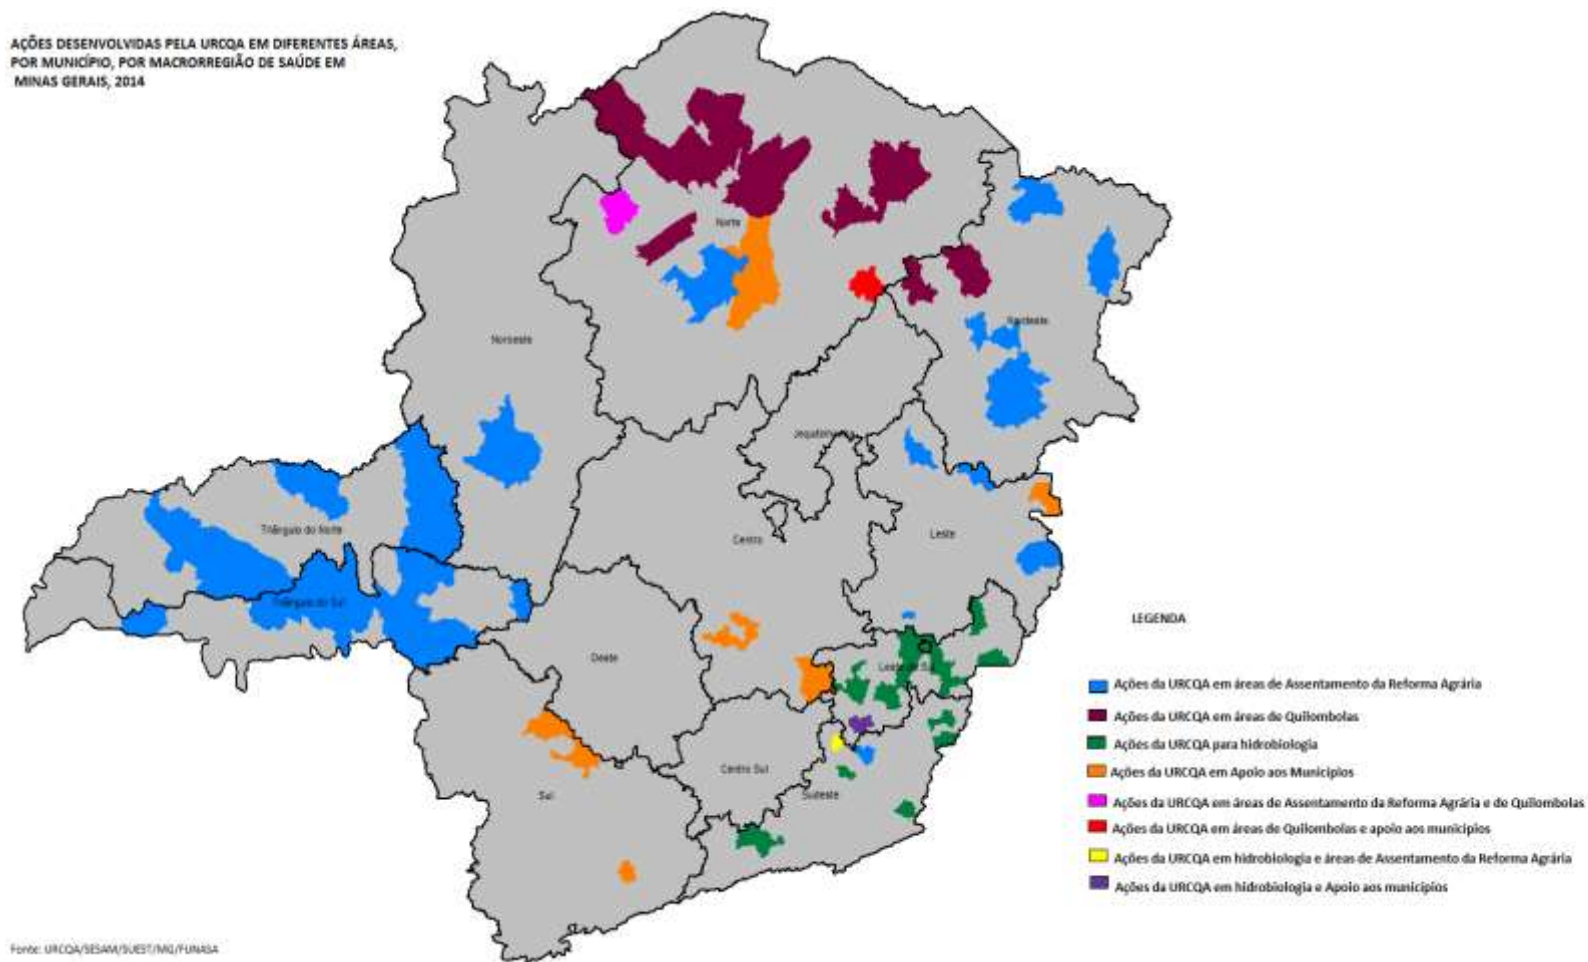 AÇÕES DESENVOLVIDAS PELA URCQA EM DIFERENTES ÁREAS,
POR MUNICÍPIO, POR MACRORREGIÃO DE SAÚDE EM
MINAS GERAIS, 2014
Norte
Nordeste
Noroeste
Jequitinhonha
Triângulo do Norte
Centro
Leste
Triângulo do Sul
LEGENDA
Oeste
Leste do Sul
Ações da URCQA em áreas de Assentamento da Reforma Agrária
Ações da URCQA em áreas de Quilombolas
Ações da URCQA para hidrobiologia
Centro Sul
Ações da URCQA em Apoio aos Municípios
Sul
Sudeste
Ações da URCQA em áreas de Assentamento da Reforma Agrária e de Quilombolas
Ações da URCQA em áreas de Quilombolas e apoio aos municípios
Ações da URCQA em hidrobiologia e áreas de Assentamento da Reforma Agrária
Ações da URCQA em hidrobiologia e Apoio aos municípios
Fonte: URCQA/SESAM/SUEST/MG/FUNASA